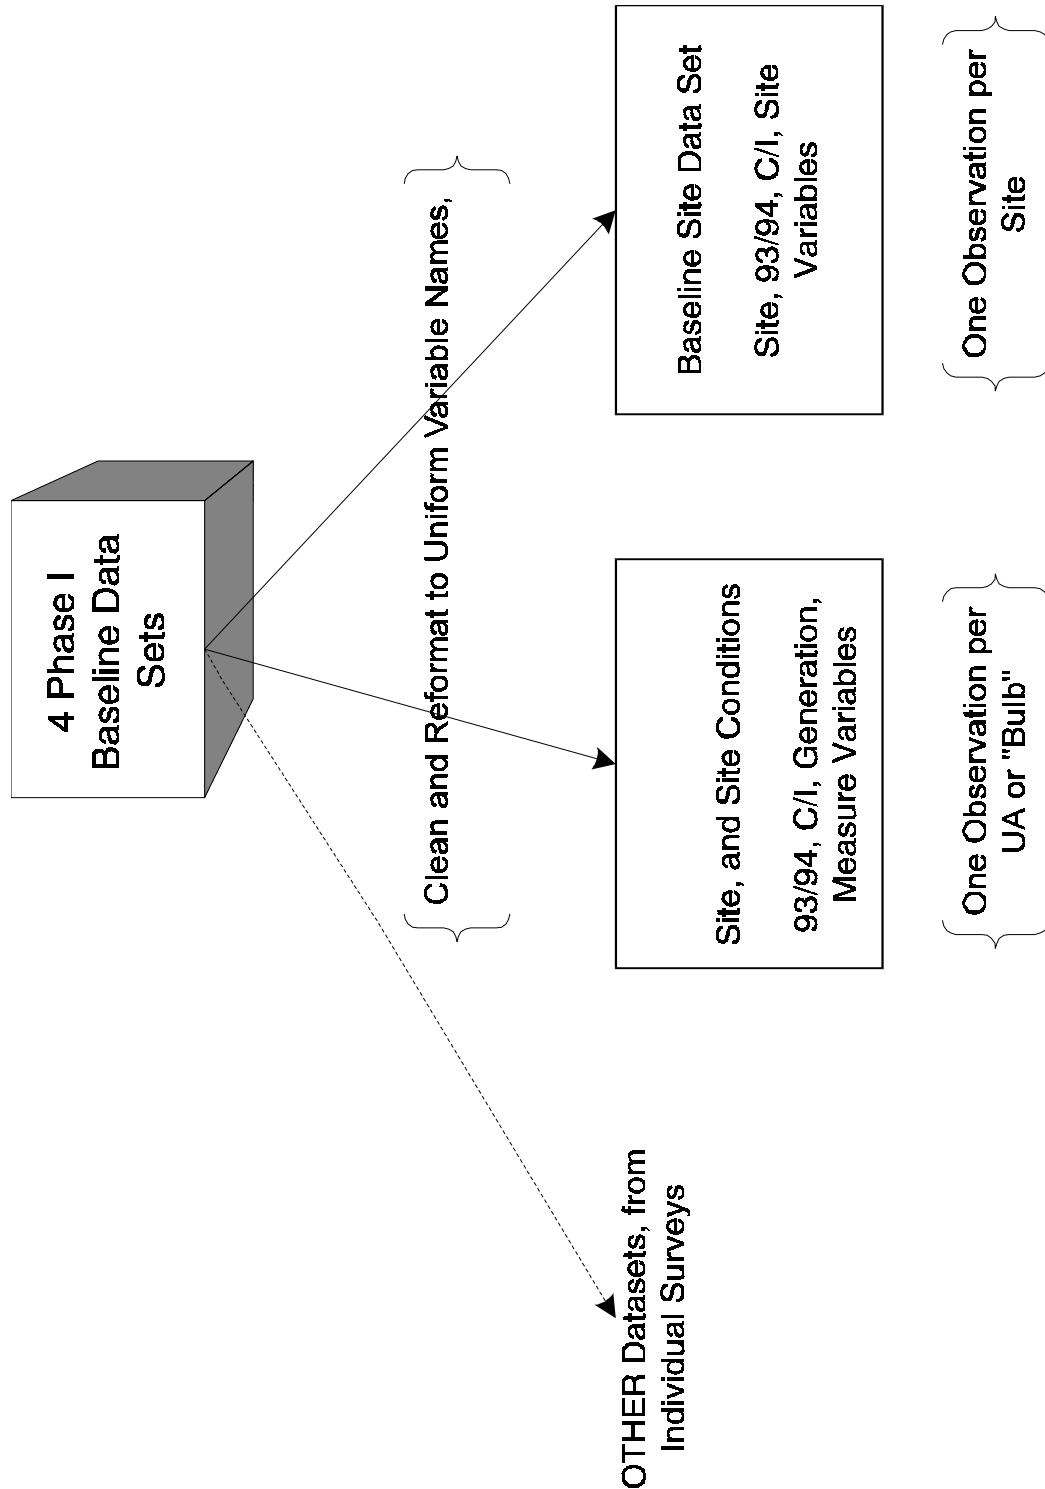 4 Phase I
Baseline Data
Sets
Clean and Reformat to Uniform Variable Names,
OTHER Datasets, from
Individual Surveys
Site, and Site Conditions
93/94, C/I, Generation,
Measure Variables
Baseline Site Data Set
Site, 93/94, C/I, Site
Variables
One Observation per
UA or "Bulb"
One Observation per
Site